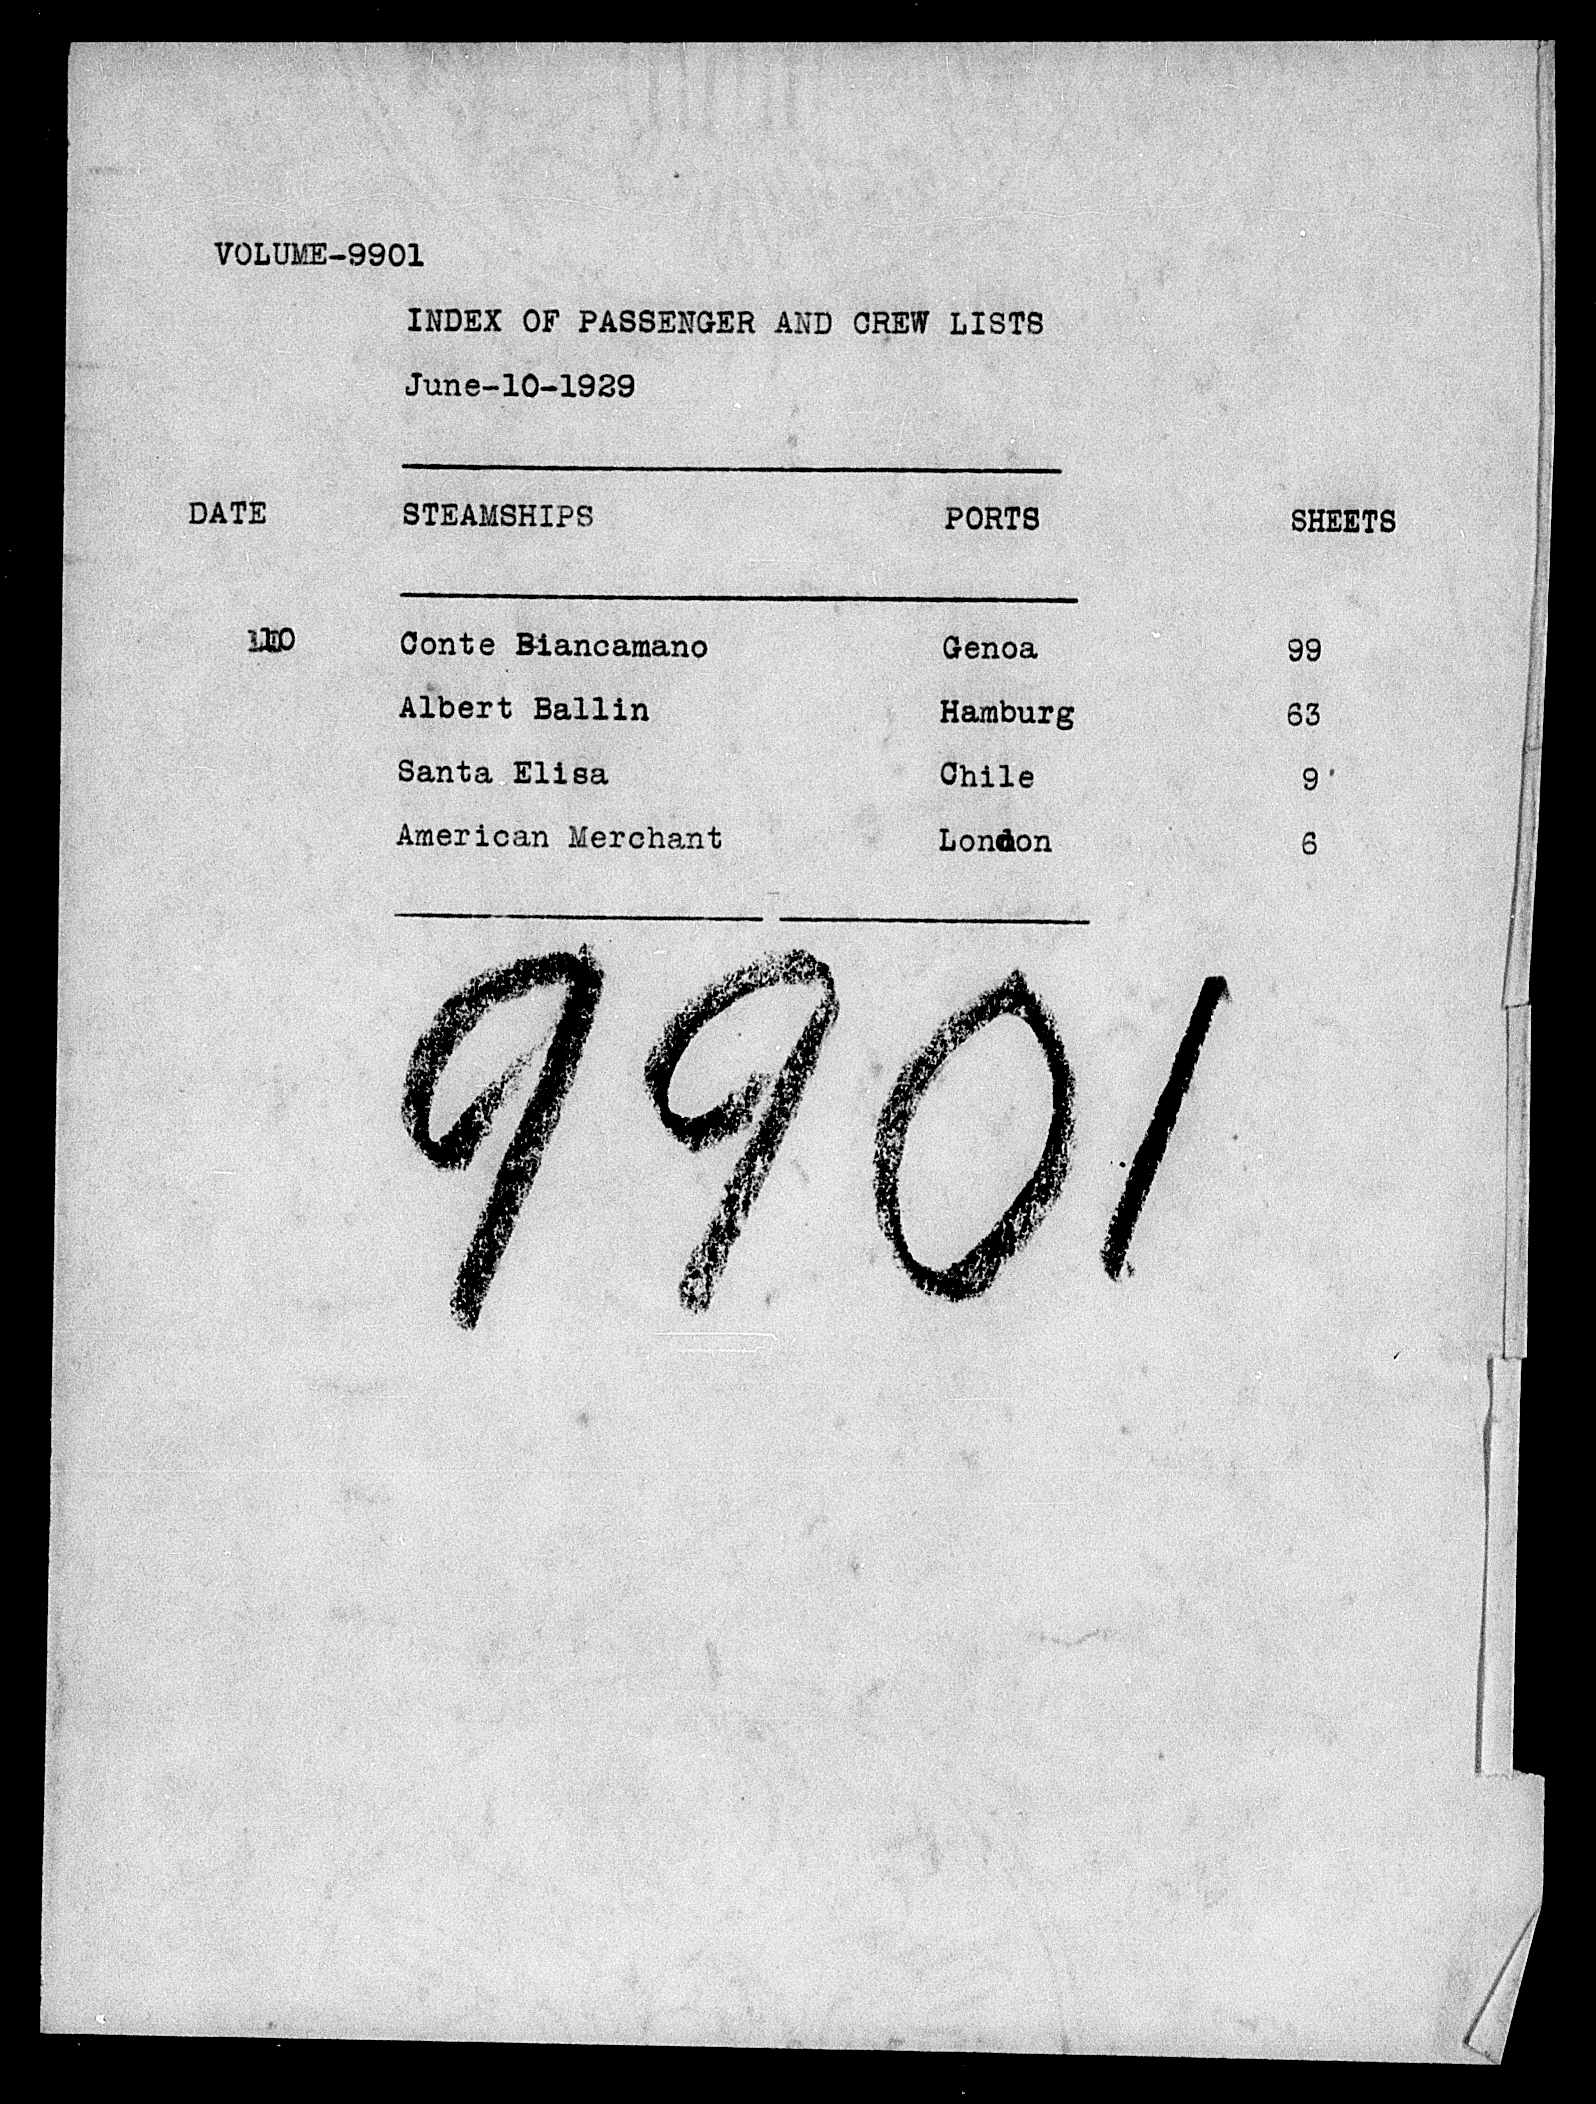 VOLUME-9901
INDEX OF PASSENGER AND CREW LISTS
June-10-1929
DATE STEAMSHIPS PORTS SHEETS
10 Conte Biancamano Genoa 99
Albert Ballin Hamburg 63
Santa Elisa Chile 9
American Merchant London 6
9901